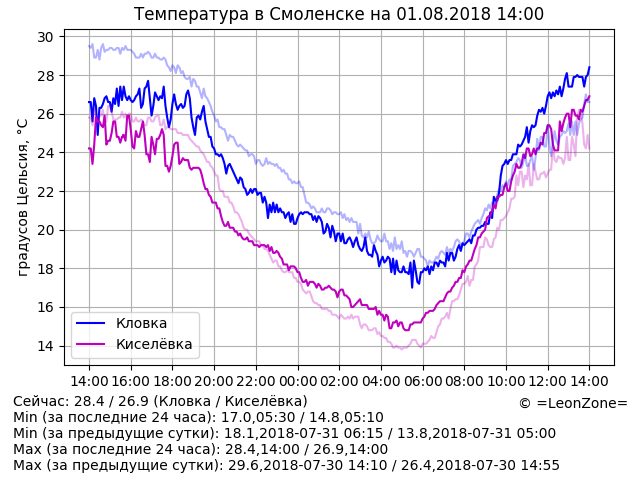 Температура в Смоленске на 01.08.2018 14:00
градусов Цельсия, °C
30
28
26
24
22
20
18
16
14
Кловка
Киселёвка
14:00 16:00 18:00 20:00 22:00 00:00 02:00 04:00 06:00 08:00 10:00 12:00 14:00
Сейчас: 28.4 / 26.9 (Кловка / Киселёвка)
© =LeonZone=
Min (за последние 24 часа): 17.0,05:30 / 14.8,05:10
Min (за предыдущие сутки): 18.1,2018-07-31 06:15 / 13.8,2018-07-31 05:00
Max (за последние 24 часа): 28.4,14:00 / 26.9,14:00
Max (за предыдущие сутки): 29.6,2018-07-30 14:10 / 26.4,2018-07-30 14:55